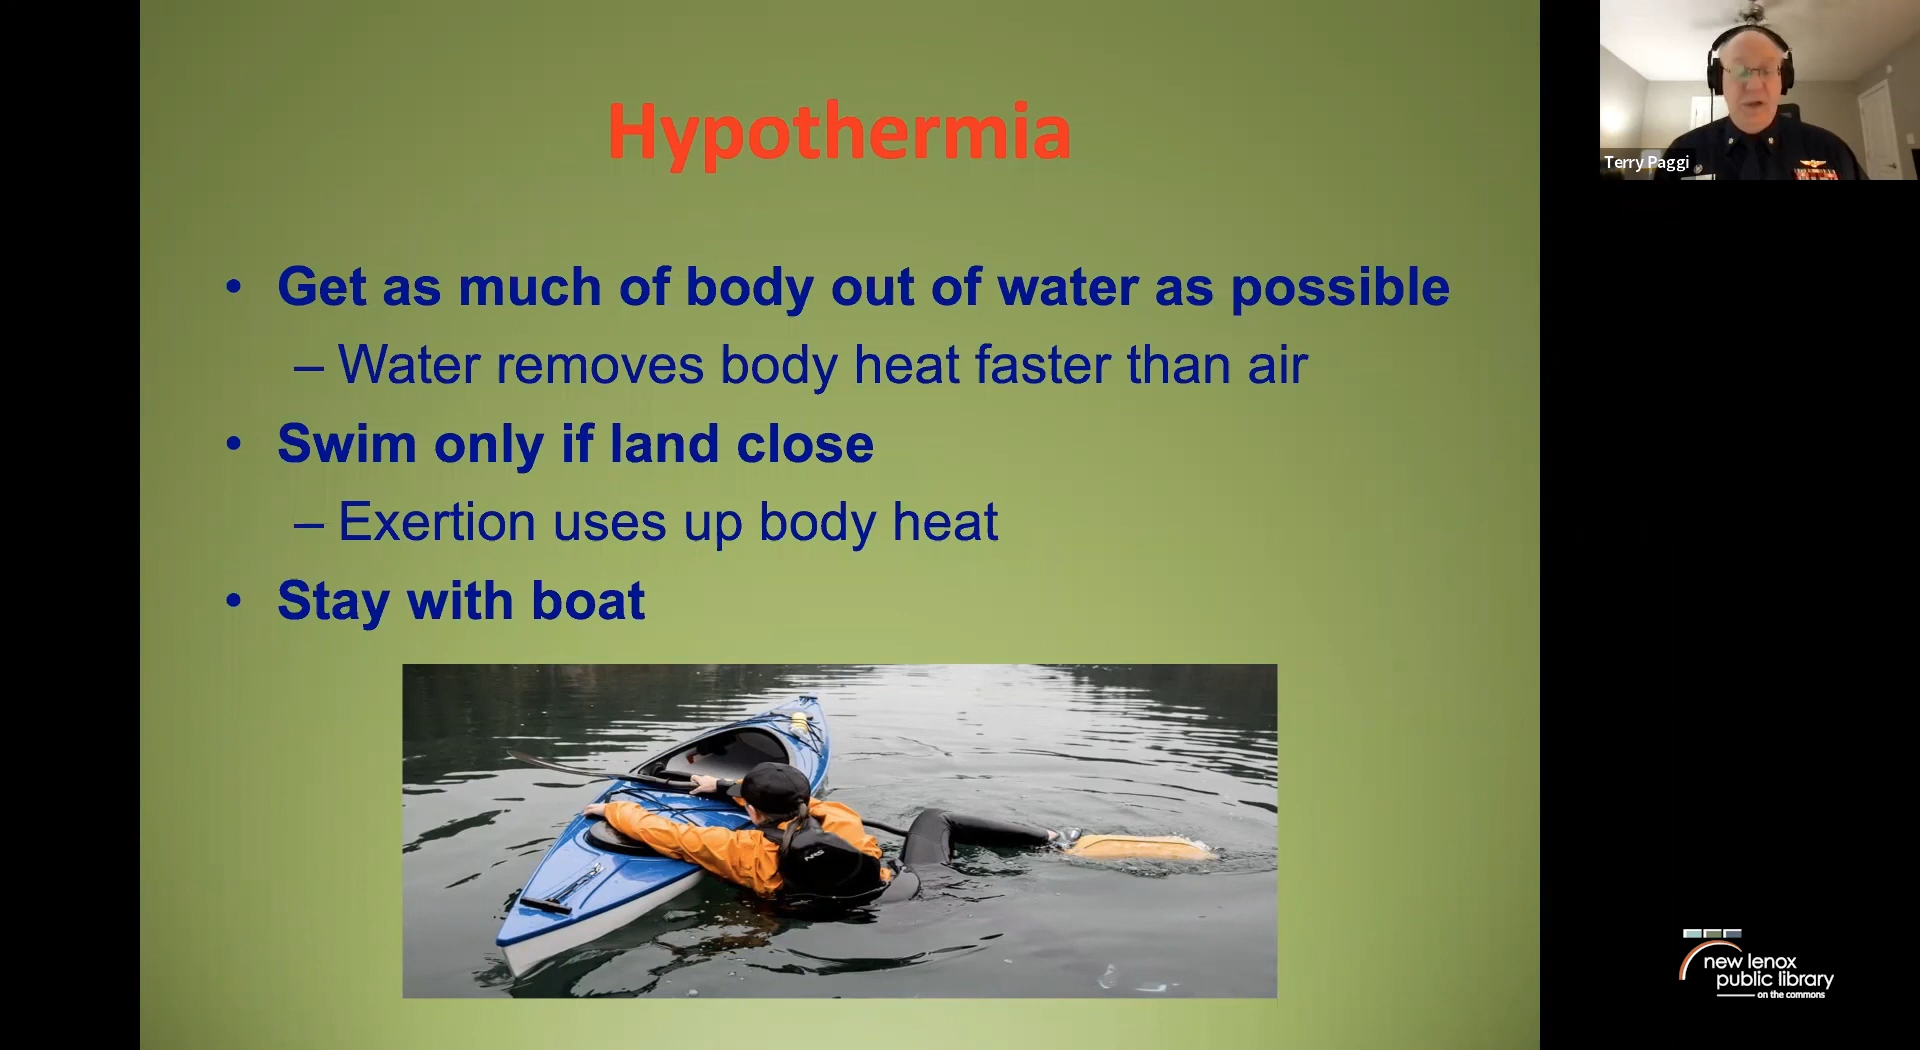 Hypothermia
• Get as much of body out of water as possible
– Water removes body heat faster than air
• Swim only if land close
– Exertion uses up body heat
• Stay with boat
NRS
Terry Paggi
new lenox
public library
on the commons